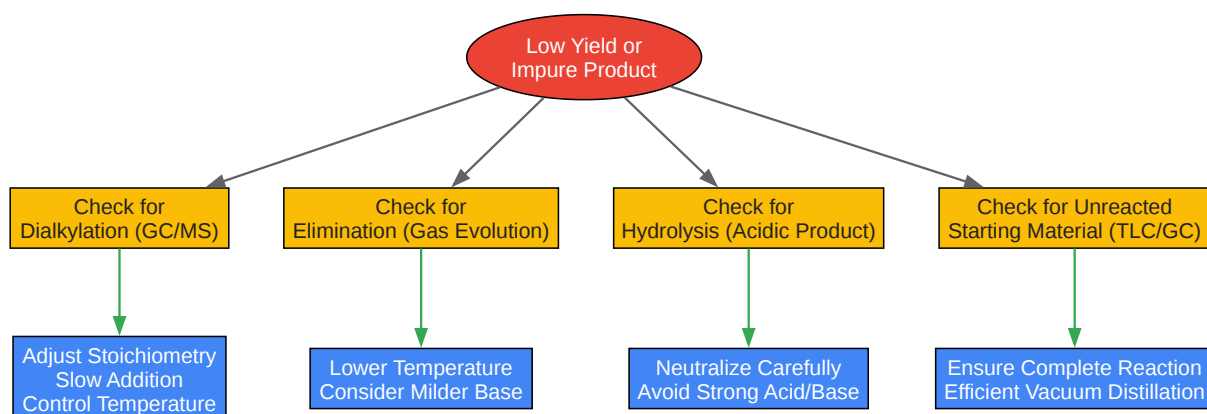 Low Yield or
Impure Product
Check for
Dialkylation (GC/MS)
Check for
Elimination (Gas Evolution)
Check for
Hydrolysis (Acidic Product)
Check for Unreacted
Starting Material (TLC/GC)
Adjust Stoichiometry
Slow Addition
Control Temperature
Lower Temperature
Consider Milder Base
Neutralize Carefully
Avoid Strong Acid/Base
Ensure Complete Reaction
Efficient Vacuum Distillation